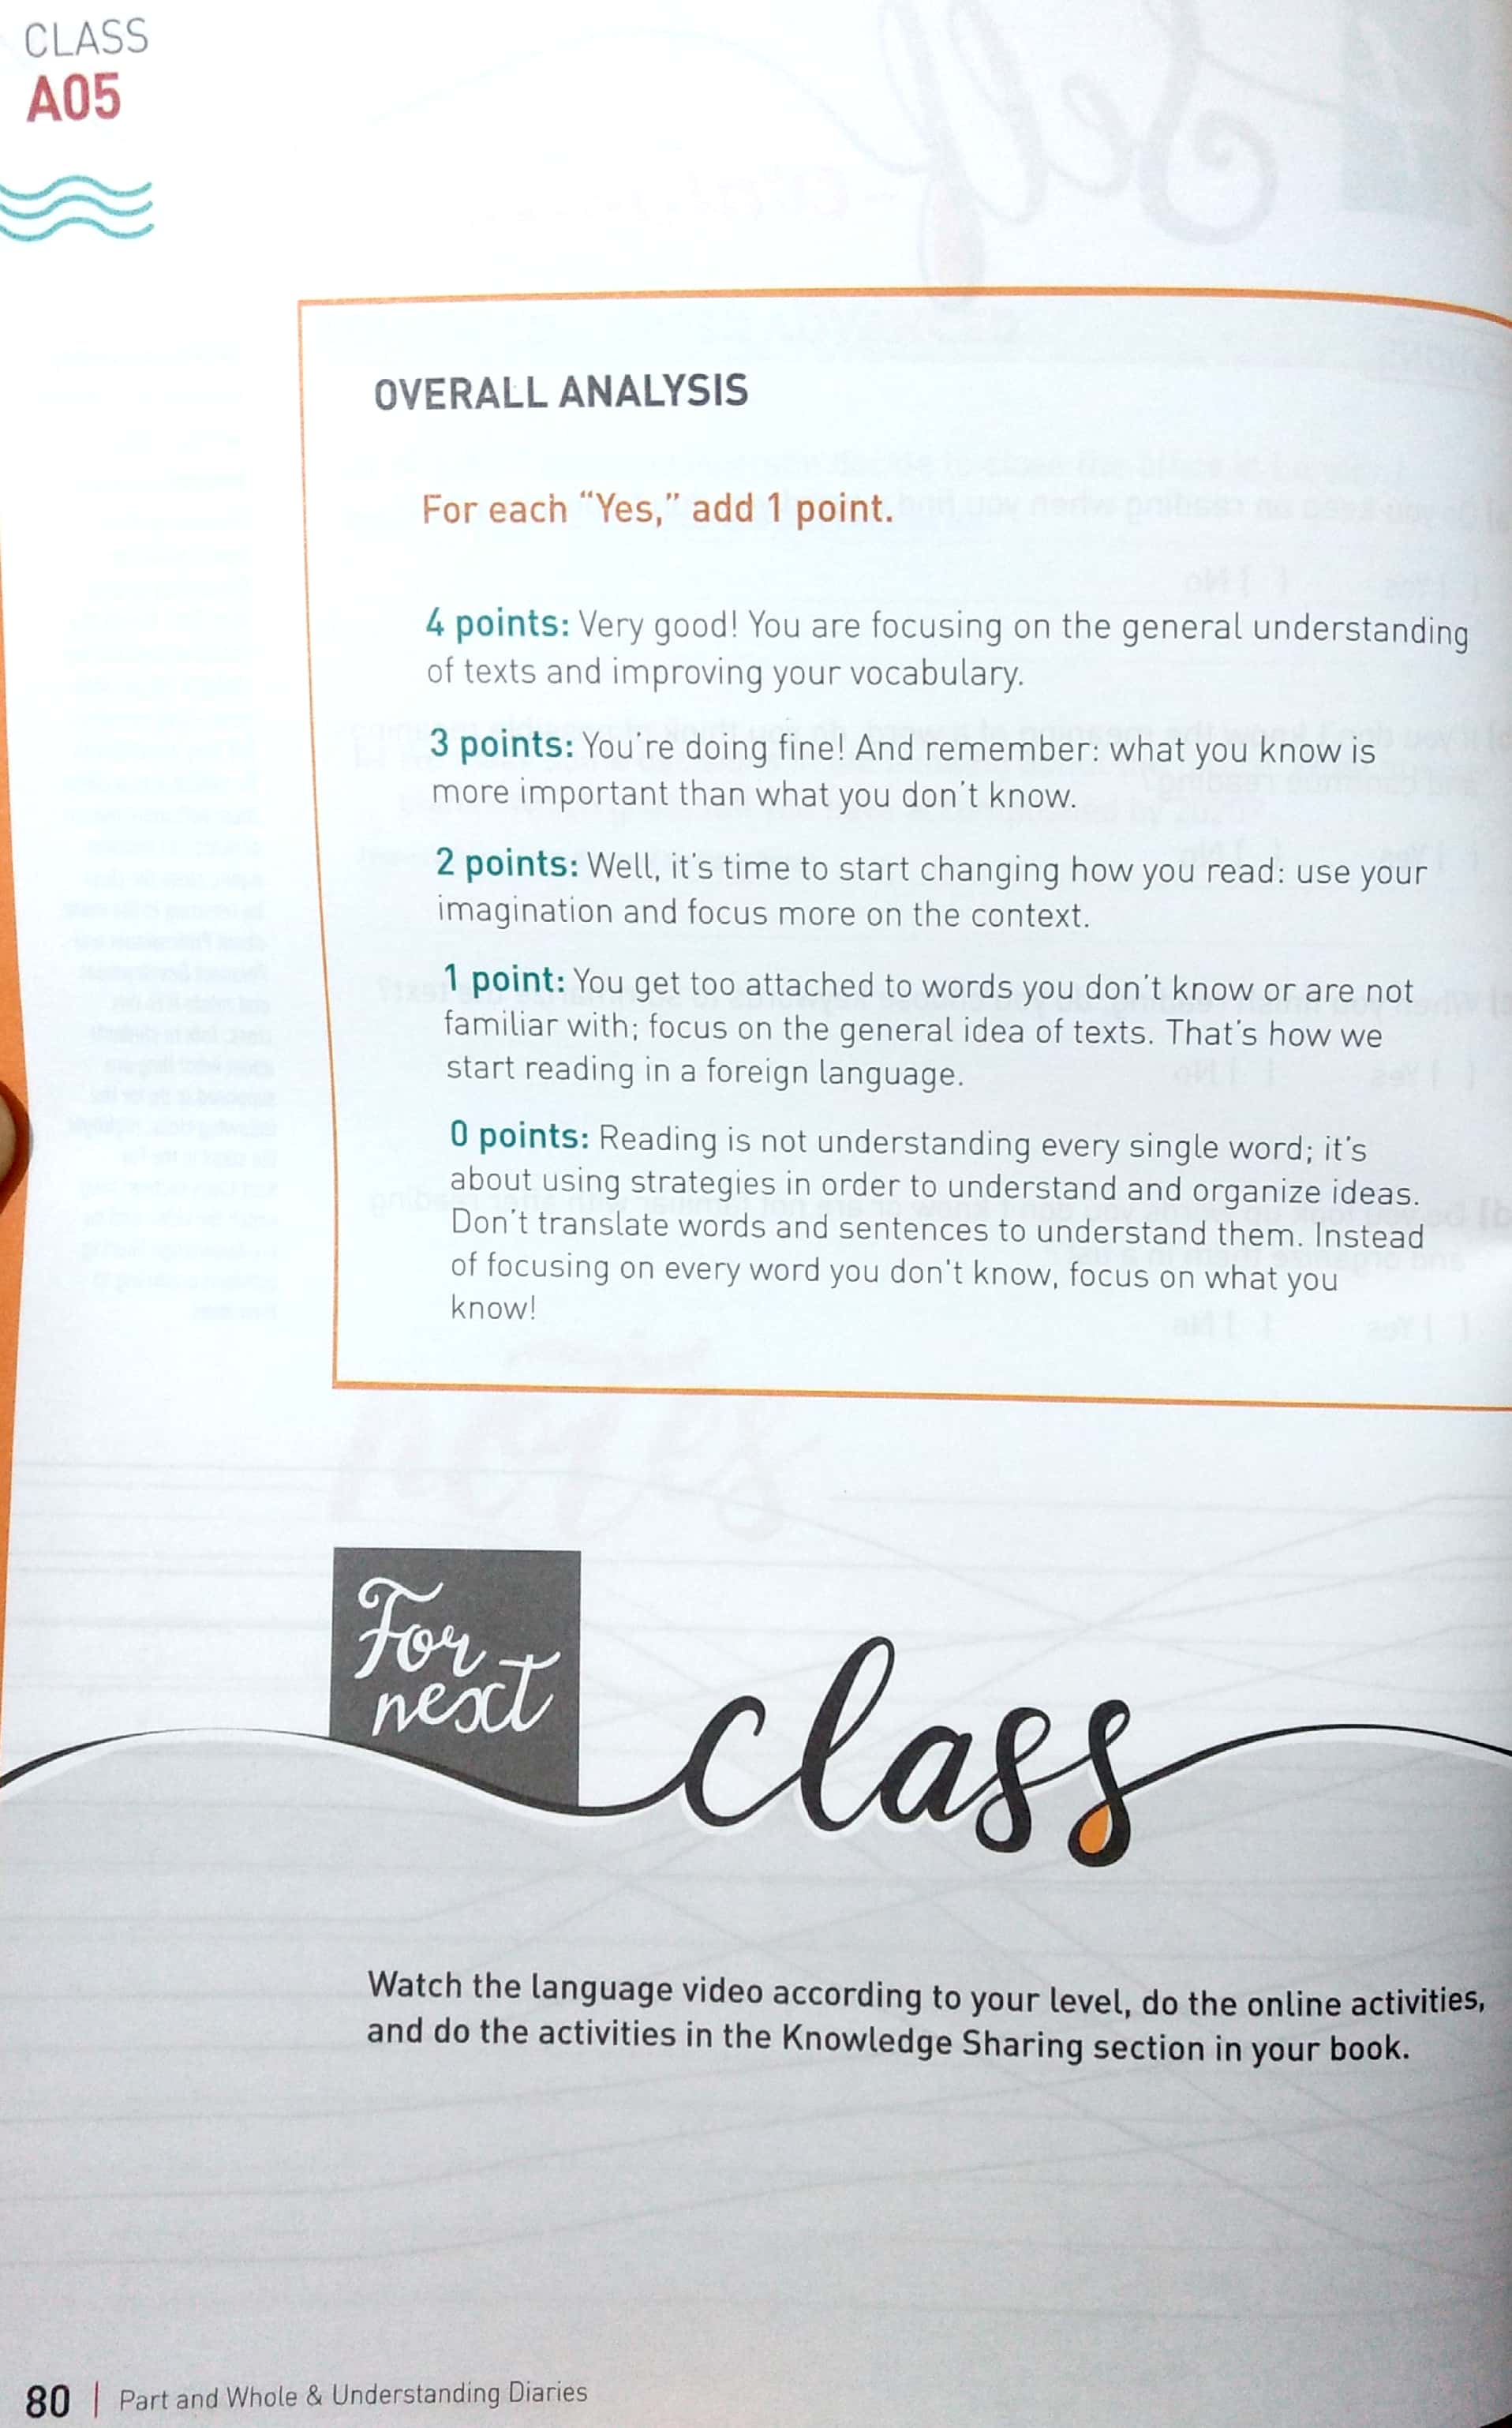 CLASS
A05
OVERALL ANALYSIS
For each “Yes,” add 1 point.
4 points: Very good! You are focusing on the general understanding
of texts and improving your vocabulary.
3 points: You're doing fine! And remember: what you know is
more important than what you don't know.
2 points: Well, it's time to start changing how you read: use your
imagination and focus more on the context.
1 point: You get too attached to words you don't know or are not
familiar with; focus on the general idea of texts. That's how we
start reading in a foreign language.
0 points: Reading is not understanding every single word; it's
about using strategies in order to understand and organize ideas.
Don't translate words and sentences to understand them. Instead
of focusing on every word you don't know, focus on what you
know!
For
next
class
Watch the language video according to your level, do the online activities,
and do the activities in the Knowledge Sharing section in your book.
80 | Part and Whole & Understanding Diaries